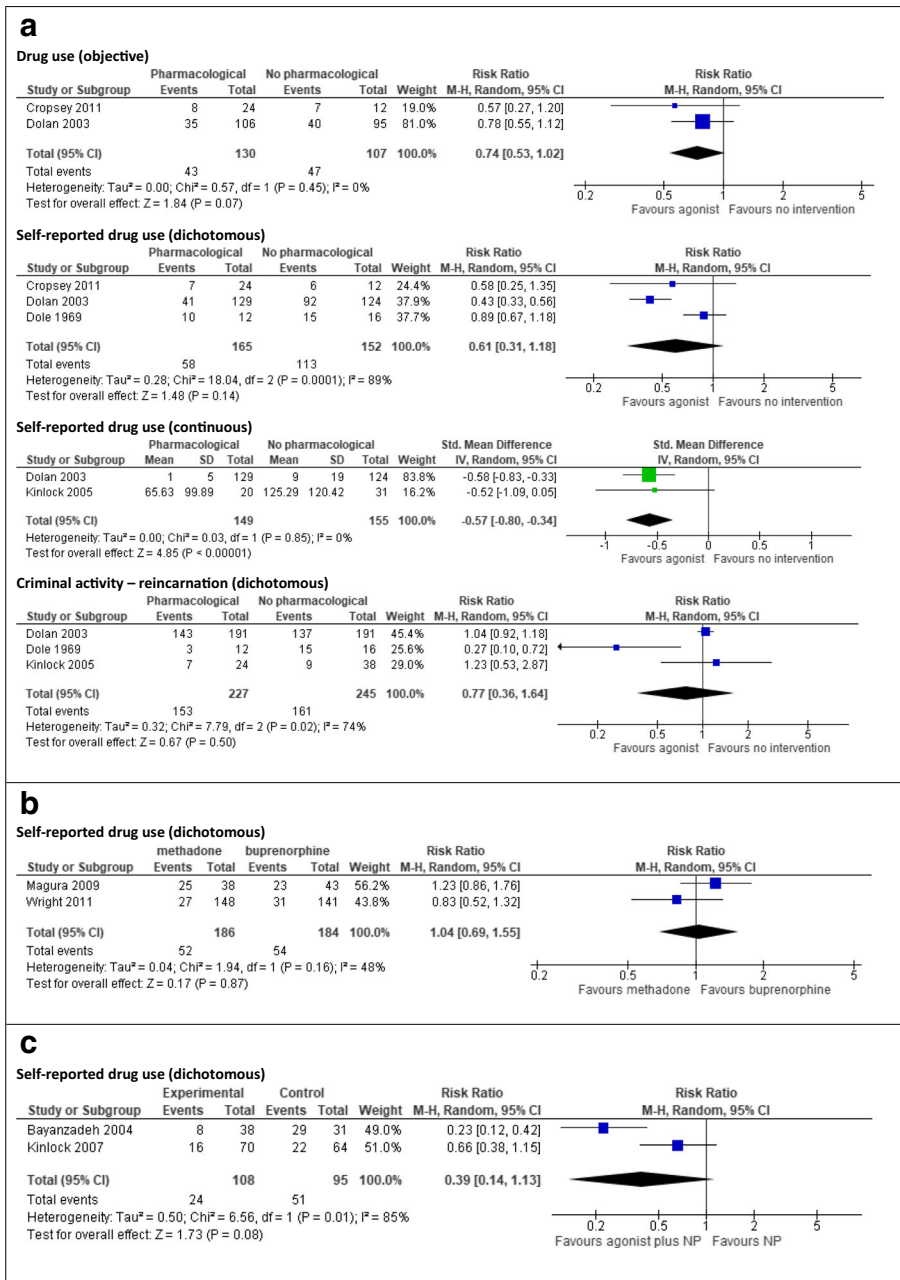 a
Drug use (objective)
Pharmacological No pharmacological Risk Ratio Risk Ratio
Study or Subgroup Events Total Events Total Weight M-H, Random, 95% CI M-H, Random, 95% CI
Cropsey 2011 8 24 7 12 19.0% 0.57 [0.27, 1.20]
Dolan 2003 35 106 40 95 81.0% 0.78 [0.55, 1.12]
Total (95% CI) 130 107 100.0% 0.74 [0.53, 1.02]
Total events 43 47
Heterogeneity: Tau² = 0.00; Chi² = 0.57, df = 1 (P = 0.45); I² = 0%
Test for overall effect: Z = 1.84 (P = 0.07)
0.2 0.5 1 2 5
Favours agonist Favours no intervention
Self-reported drug use (dichotomous)
Pharmacological No pharmacological Risk Ratio Risk Ratio
Study or Subgroup Events Total Events Total Weight M-H, Random, 95% CI M-H, Random, 95% CI
Cropsey 2011 7 24 6 12 24.4% 0.58 [0.25, 1.35]
Dolan 2003 41 129 92 124 37.9% 0.43 [0.33, 0.56]
Dole 1969 10 12 15 16 37.7% 0.89 [0.67, 1.18]
Total (95% CI) 165 152 100.0% 0.61 [0.31, 1.18]
Total events 58 113
Heterogeneity: Tau² = 0.28; Chi² = 18.04, df = 2 (P = 0.0001); I² = 89%
Test for overall effect: Z = 1.48 (P = 0.14)
0.2 0.5 1 2 5
Favours agonist Favours no intervention
Self-reported drug use (continuous)
Pharmacological No pharmacological Std. Mean Difference Std. Mean Difference
Study or Subgroup Mean SD Total Mean SD Total Weight IV, Random, 95% CI IV, Random, 95% CI
Dolan 2003 1 5 129 9 19 124 83.8% -0.58 [-0.83, -0.33]
Kinlock 2005 65.63 99.89 20 125.29 120.42 31 16.2% -0.52 [-1.09, 0.05]
Total (95% CI) 149 155 100.0% -0.57 [-0.80, -0.34]
Heterogeneity: Tau² = 0.00; Chi² = 0.03, df = 1 (P = 0.85); I² = 0%
Test for overall effect: Z = 4.85 (P < 0.00001)
-1 -0.5 0 0.5 1
Favours agonist Favours no intervention
Criminal activity – reincarnation (dichotomous)
Pharmacological No pharmacological Risk Ratio Risk Ratio
Study or Subgroup Events Total Events Total Weight M-H, Random, 95% CI M-H, Random, 95% CI
Dolan 2003 143 191 137 191 45.4% 1.04 [0.92, 1.18]
Dole 1969 3 12 15 16 25.6% 0.27 [0.10, 0.72]
Kinlock 2005 7 24 9 38 29.0% 1.23 [0.53, 2.87]
Total (95% CI) 227 245 100.0% 0.77 [0.36, 1.64]
Total events 153 161
Heterogeneity: Tau² = 0.32; Chi² = 7.79, df = 2 (P = 0.02); I² = 74%
Test for overall effect: Z = 0.67 (P = 0.50)
0.2 0.5 1 2 5
Favours agonist Favours no intervention
b
Self-reported drug use (dichotomous)
methadone buprenorphine Risk Ratio Risk Ratio
Study or Subgroup Events Total Events Total Weight M-H, Random, 95% CI M-H, Random, 95% CI
Magura 2009 25 38 23 43 56.2% 1.23 [0.86, 1.76]
Wright 2011 27 148 31 141 43.8% 0.83 [0.52, 1.32]
Total (95% CI) 186 184 100.0% 1.04 [0.69, 1.55]
Total events 52 54
Heterogeneity: Tau² = 0.04; Chi² = 1.94, df = 1 (P = 0.16); I² = 48%
Test for overall effect: Z = 0.17 (P = 0.87)
0.2 0.5 1 2 5
Favours methadone Favours buprenorphine
c
Self-reported drug use (dichotomous)
Experimental Control Risk Ratio Risk Ratio
Study or Subgroup Events Total Events Total Weight M-H, Random, 95% CI M-H, Random, 95% CI
Bayanzadeh 2004 8 38 29 31 49.0% 0.23 [0.12, 0.42]
Kinlock 2007 16 70 22 64 51.0% 0.66 [0.38, 1.15]
Total (95% CI) 108 95 100.0% 0.39 [0.14, 1.13]
Total events 24 51
Heterogeneity: Tau² = 0.50; Chi² = 6.56, df = 1 (P = 0.01); I² = 85%
Test for overall effect: Z = 1.73 (P = 0.08)
0.2 0.5 1 2 5
Favours agonist plus NP Favours NP